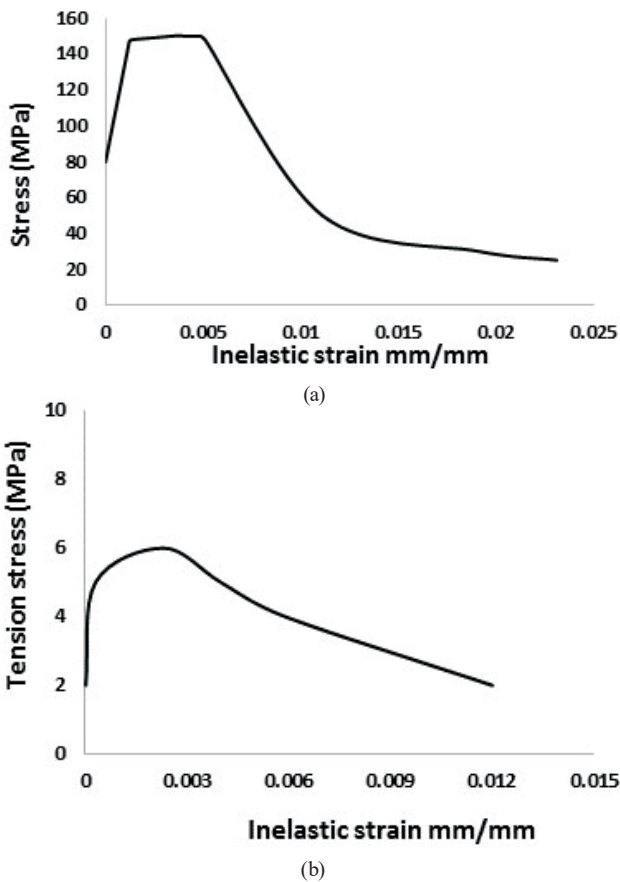 160
140
120
100
80
60
40
20
0
Stress (MPa)
0 0.005 0.01 0.015 0.02 0.025
Inelastic strain mm/mm
(a)
10
8
6
4
2
0
Tension stress (MPa)
0 0.003 0.006 0.009 0.012 0.015
Inelastic strain mm/mm
(b)